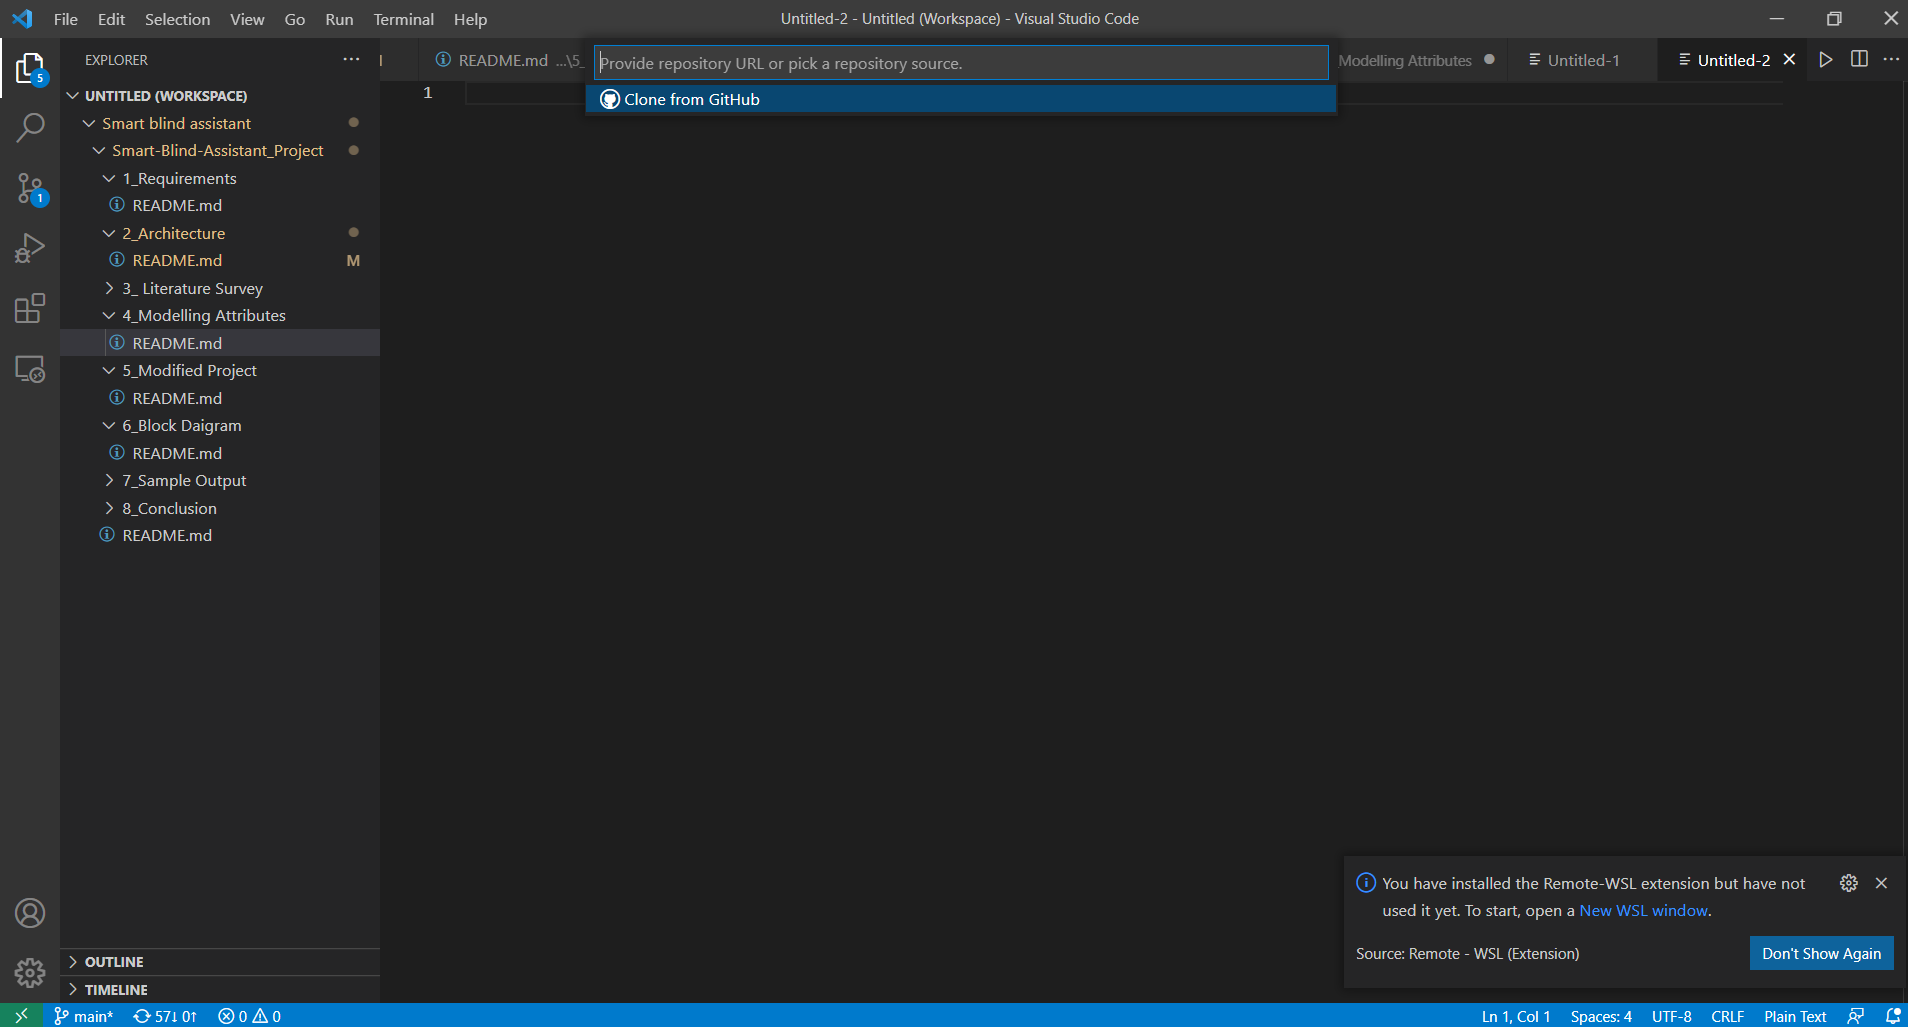 File Edit Selection View Go Run Terminal Help
Untitled-2 - Untitled (Workspace) - Visual Studio Code
EXPLORER
README.md ...\5_
Provide repository URL or pick a repository source.
Modelling Attributes
Untitled-1
Untitled-2
Clone from GitHub
1
5
UNTITLED (WORKSPACE)
Smart blind assistant
Smart-Blind-Assistant_Project
1_Requirements
README.md
1
2_Architecture
README.md M
3_ Literature Survey
4_Modelling Attributes
README.md
5_Modified Project
README.md
6_Block Daigram
README.md
7_Sample Output
8_Conclusion
README.md
You have installed the Remote-WSL extension but have not
used it yet. To start, open a New WSL window.
Source: Remote - WSL (Extension)
Don't Show Again
OUTLINE
TIMELINE
main* 57↓ 0↑ 0 0
Ln 1, Col 1 Spaces: 4 UTF-8 CRLF Plain Text